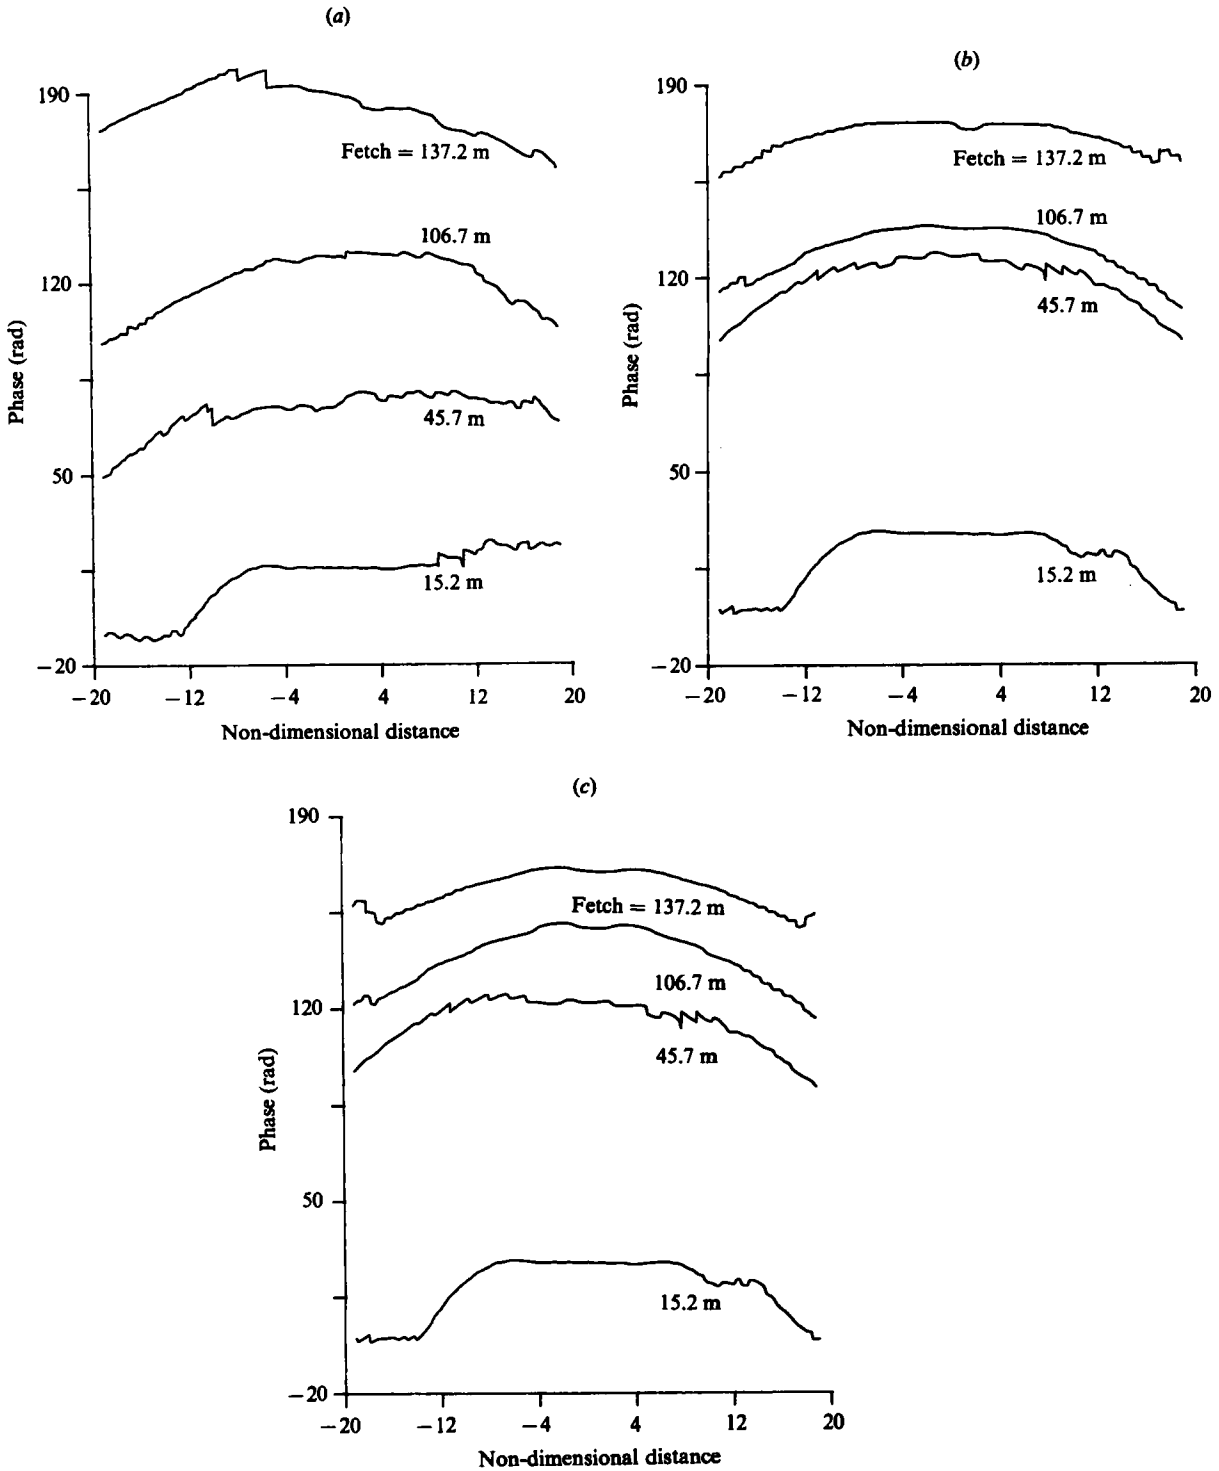 (a)
190
120
50
−20
Phase (rad)
Fetch = 137.2 m
106.7 m
45.7 m
15.2 m
−20 −12 −4 4 12 20
Non-dimensional distance
(b)
190
120
50
−20
Phase (rad)
Fetch = 137.2 m
106.7 m
45.7 m
15.2 m
−20 −12 −4 4 12 20
Non-dimensional distance
(c)
190
120
50
−20
Phase (rad)
Fetch = 137.2 m
106.7 m
45.7 m
15.2 m
−20 −12 −4 4 12 20
Non-dimensional distance